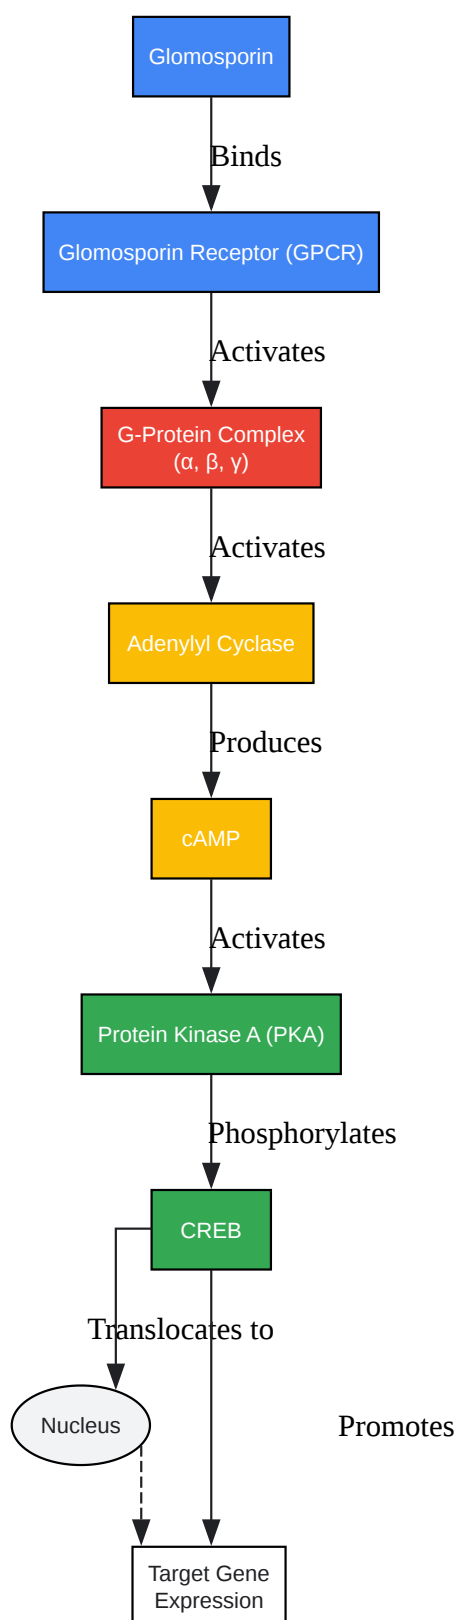 Glomosporin
Binds
Glomosporin Receptor (GPCR)
Activates
G-Protein Complex
(α, β, γ)
Activates
Adenylyl Cyclase
Produces
cAMP
Activates
Protein Kinase A (PKA)
Phosphorylates
CREB
Translocates to
Nucleus
Promotes
Target Gene
Expression